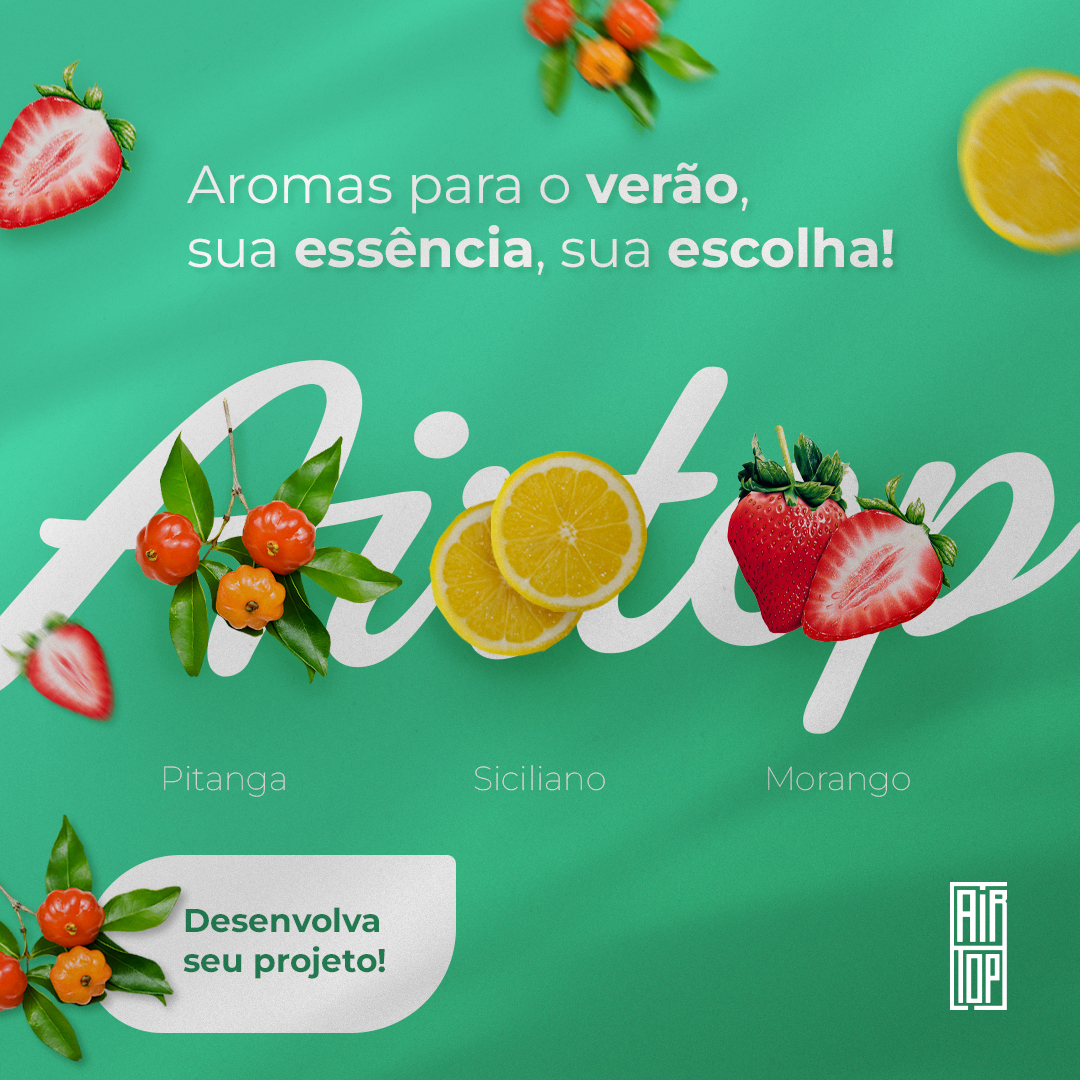 Aromas para o verão,
sua essência, sua escolha!
Airtop
Pitanga
Siciliano
Morango
Desenvolva
seu projeto!
AiR
TOP